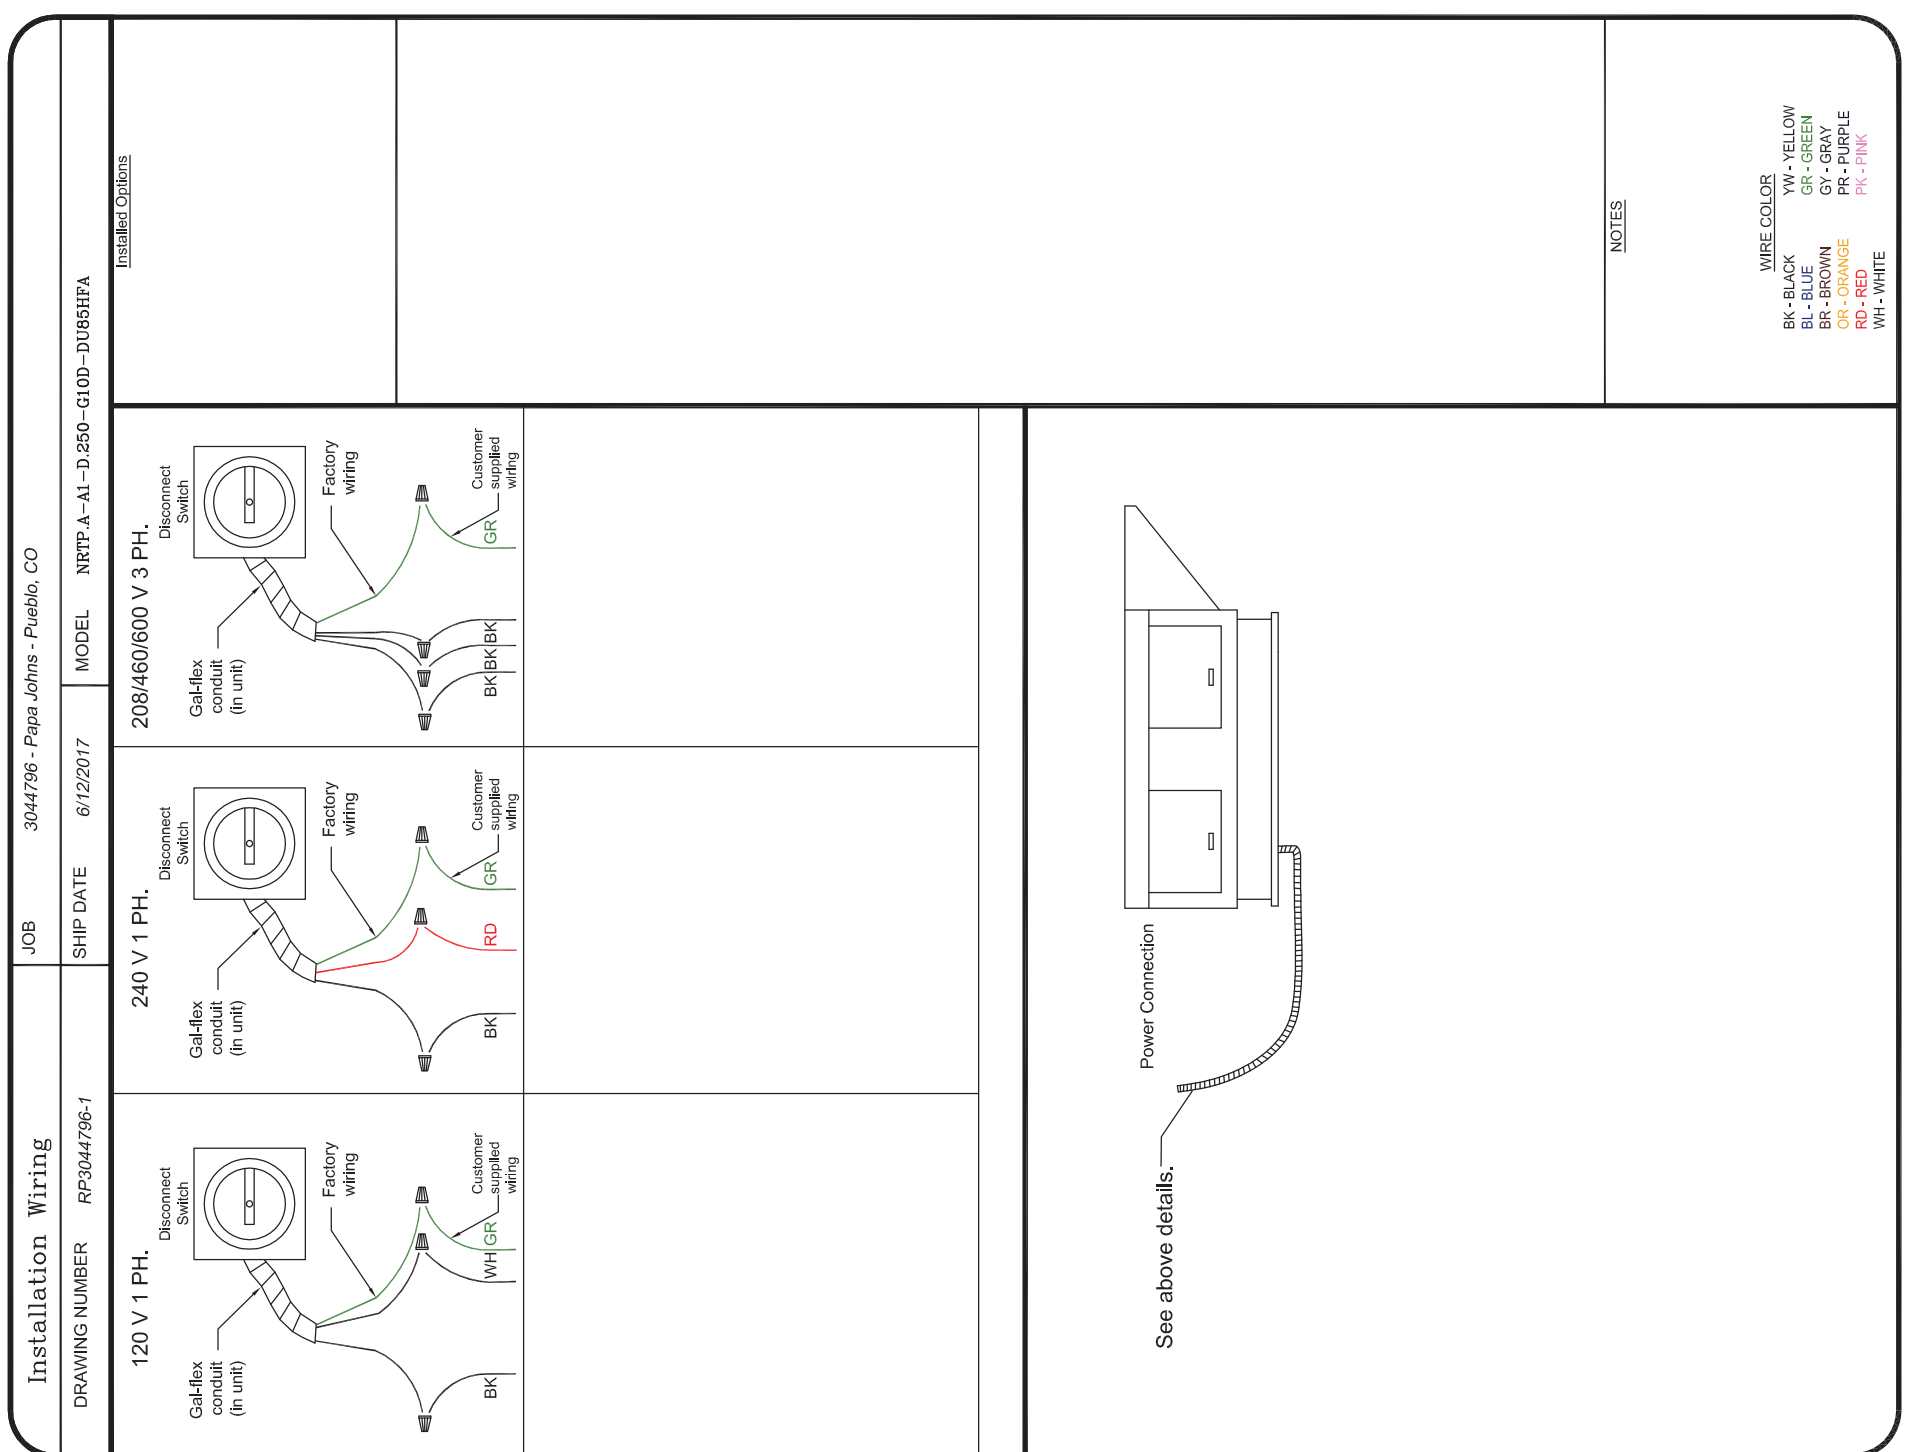 Installation Wiring
JOB
3044796 - Papa Johns - Pueblo, CO
DRAWING NUMBER
RP3044796-1
SHIP DATE
6/12/2017
MODEL
NRTP.A-A1-D.250-G10D-DU85HFA
120 V 1 PH.
Disconnect
Switch
Gal-flex
conduit
(in unit)
Factory
wiring
Customer
supplied
wiring
BK
WH
GR
240 V 1 PH.
Disconnect
Switch
Gal-flex
conduit
(in unit)
Factory
wiring
Customer
supplied
wiring
BK
RD
GR
208/460/600 V 3 PH.
Disconnect
Switch
Gal-flex
conduit
(in unit)
Factory
wiring
Customer
supplied
wiring
BK
BK
BK
GR
Installed Options
Power Connection
See above details.
NOTES
WIRE COLOR
BK - BLACK
YW - YELLOW
BL - BLUE
GR - GREEN
BR - BROWN
GY - GRAY
OR - ORANGE
PR - PURPLE
RD - RED
PK - PINK
WH - WHITE